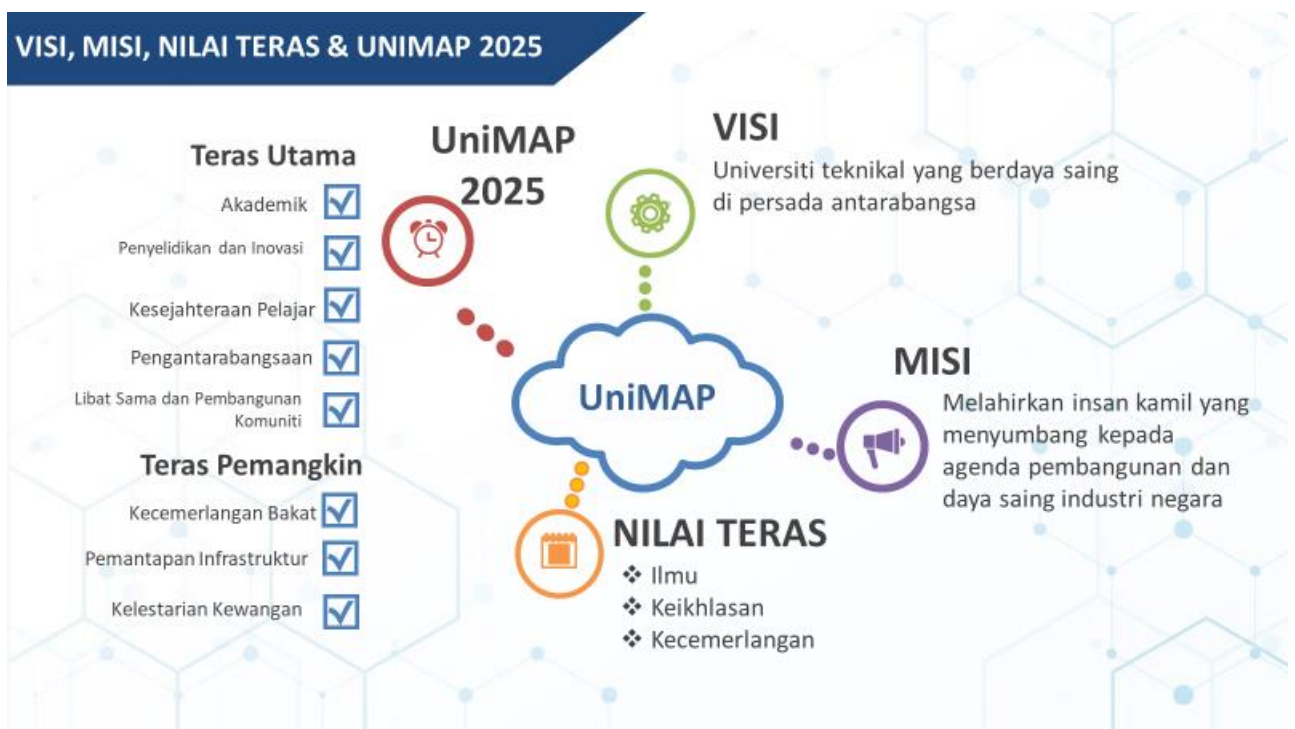 VISI, MISI, NILAI TERAS & UNIMAP 2025
Teras Utama
Akademik
Penyelidikan dan Inovasi
Kesejahteraan Pelajar
Pengantarabangsaan
Libat Sama dan Pembangunan
Komuniti
Teras Pemangkin
Kecemerlangan Bakat
Pemantapan Infrastruktur
Kelestarian Kewangan
UniMAP
2025
VISI
Universiti teknikal yang berdaya saing
di persada antarabangsa
UniMAP
MISI
Melahirkan insan kamil yang
menyumbang kepada
agenda pembangunan dan
daya saing industri negara
NILAI TERAS
❖ Ilmu
❖ Keikhlasan
❖ Kecemerlangan